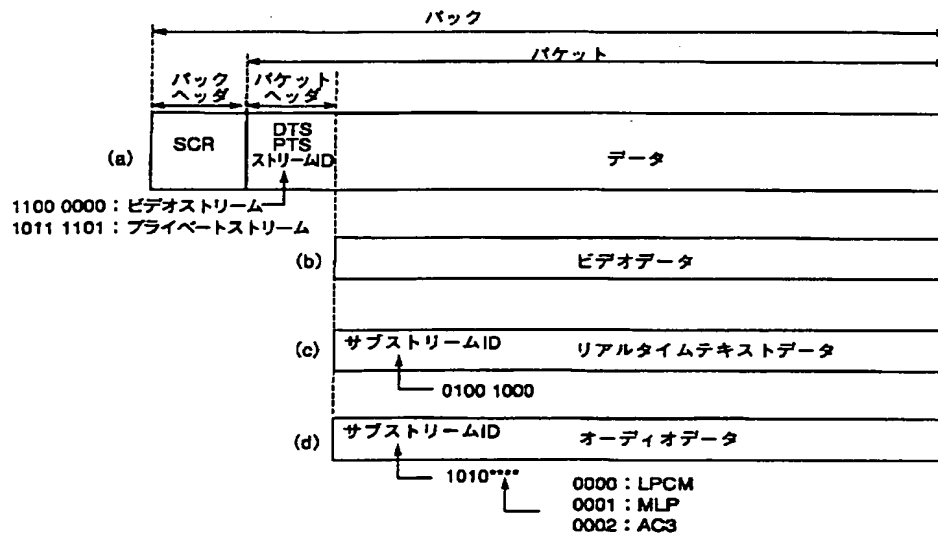 パック
パケット
パック
ヘッダ
パケット
ヘッダ
(a)
SCR
DTS
PTS
ストリームID
データ
1100 0000：ビデオストリーム
1011 1101：プライベートストリーム
(b)
ビデオデータ
(c)
サブストリームID
リアルタイムテキストデータ
0100 1000
(d)
サブストリームID
オーディオデータ
1010****
0000：LPCM
0001：MLP
0002：AC3